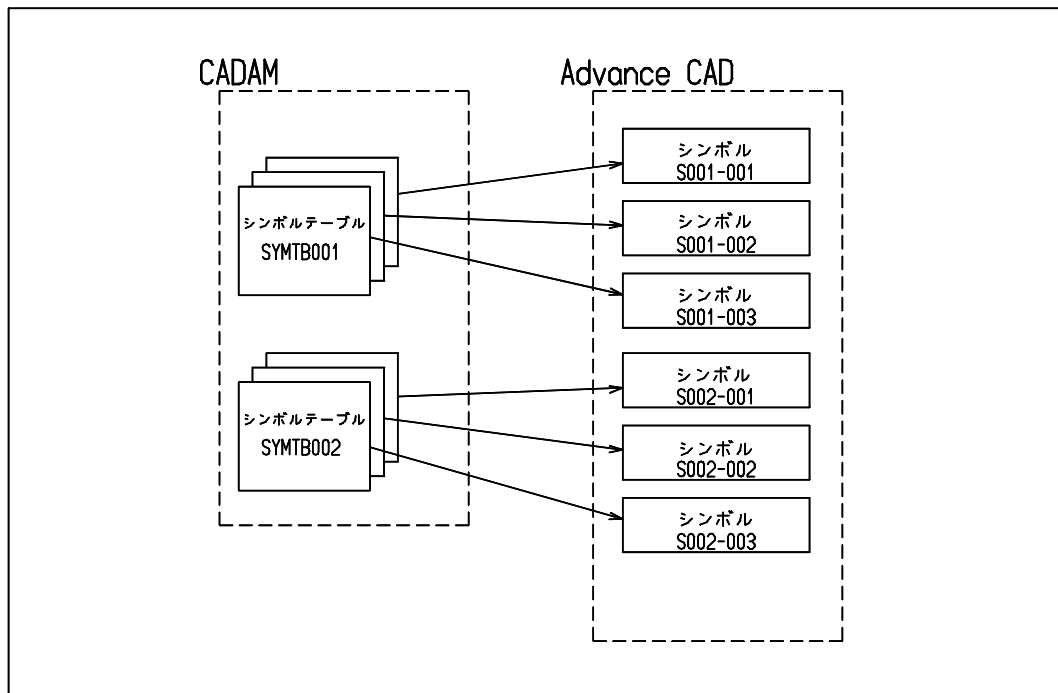 CADAM
シンボルテーブル
SYMTB001
シンボルテーブル
SYMTB002
Advance CAD
シンボル
S001-001
シンボル
S001-002
シンボル
S001-003
シンボル
S002-001
シンボル
S002-002
シンボル
S002-003